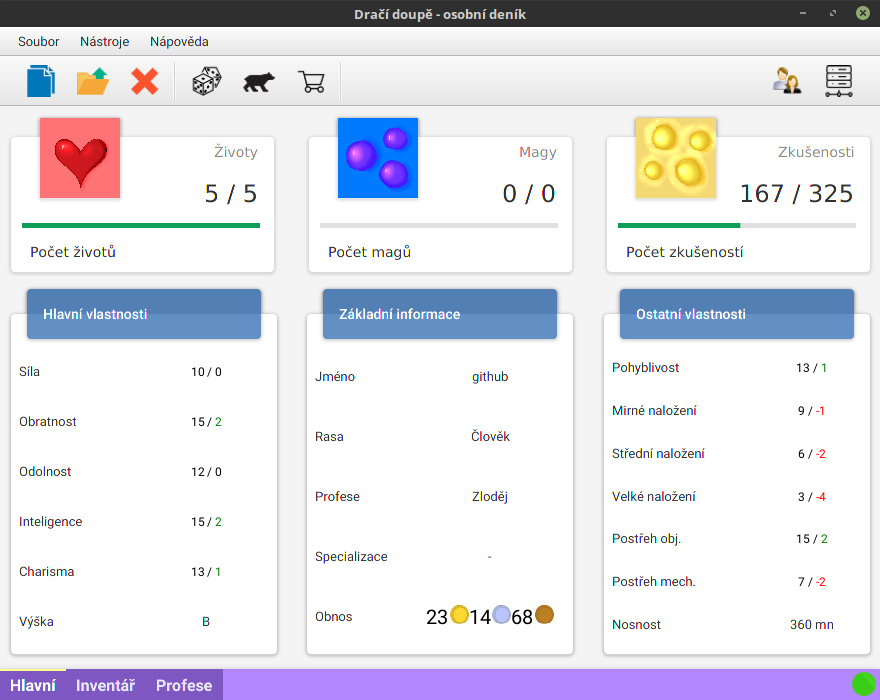 Dračí doupě - osobní deník
Soubor Nástroje Nápověda
Životy
5 / 5
Počet životů
Magy
0 / 0
Počet magů
Zkušenosti
167 / 325
Počet zkušeností
Hlavní vlastnosti
Síla 10 / 0
Obratnost 15 / 2
Odolnost 12 / 0
Inteligence 15 / 2
Charisma 13 / 1
Výška B
Základní informace
Jméno github
Rasa Člověk
Profese Zloděj
Specializace -
Obnos 23 14 68
Ostatní vlastnosti
Pohyblivost 13 / 1
Mirné naložení 9 / -1
Střední naložení 6 / -2
Velké naložení 3 / -4
Postřeh obj. 15 / 2
Postřeh mech. 7 / -2
Nosnost 360 mn
Hlavní Inventář Profese